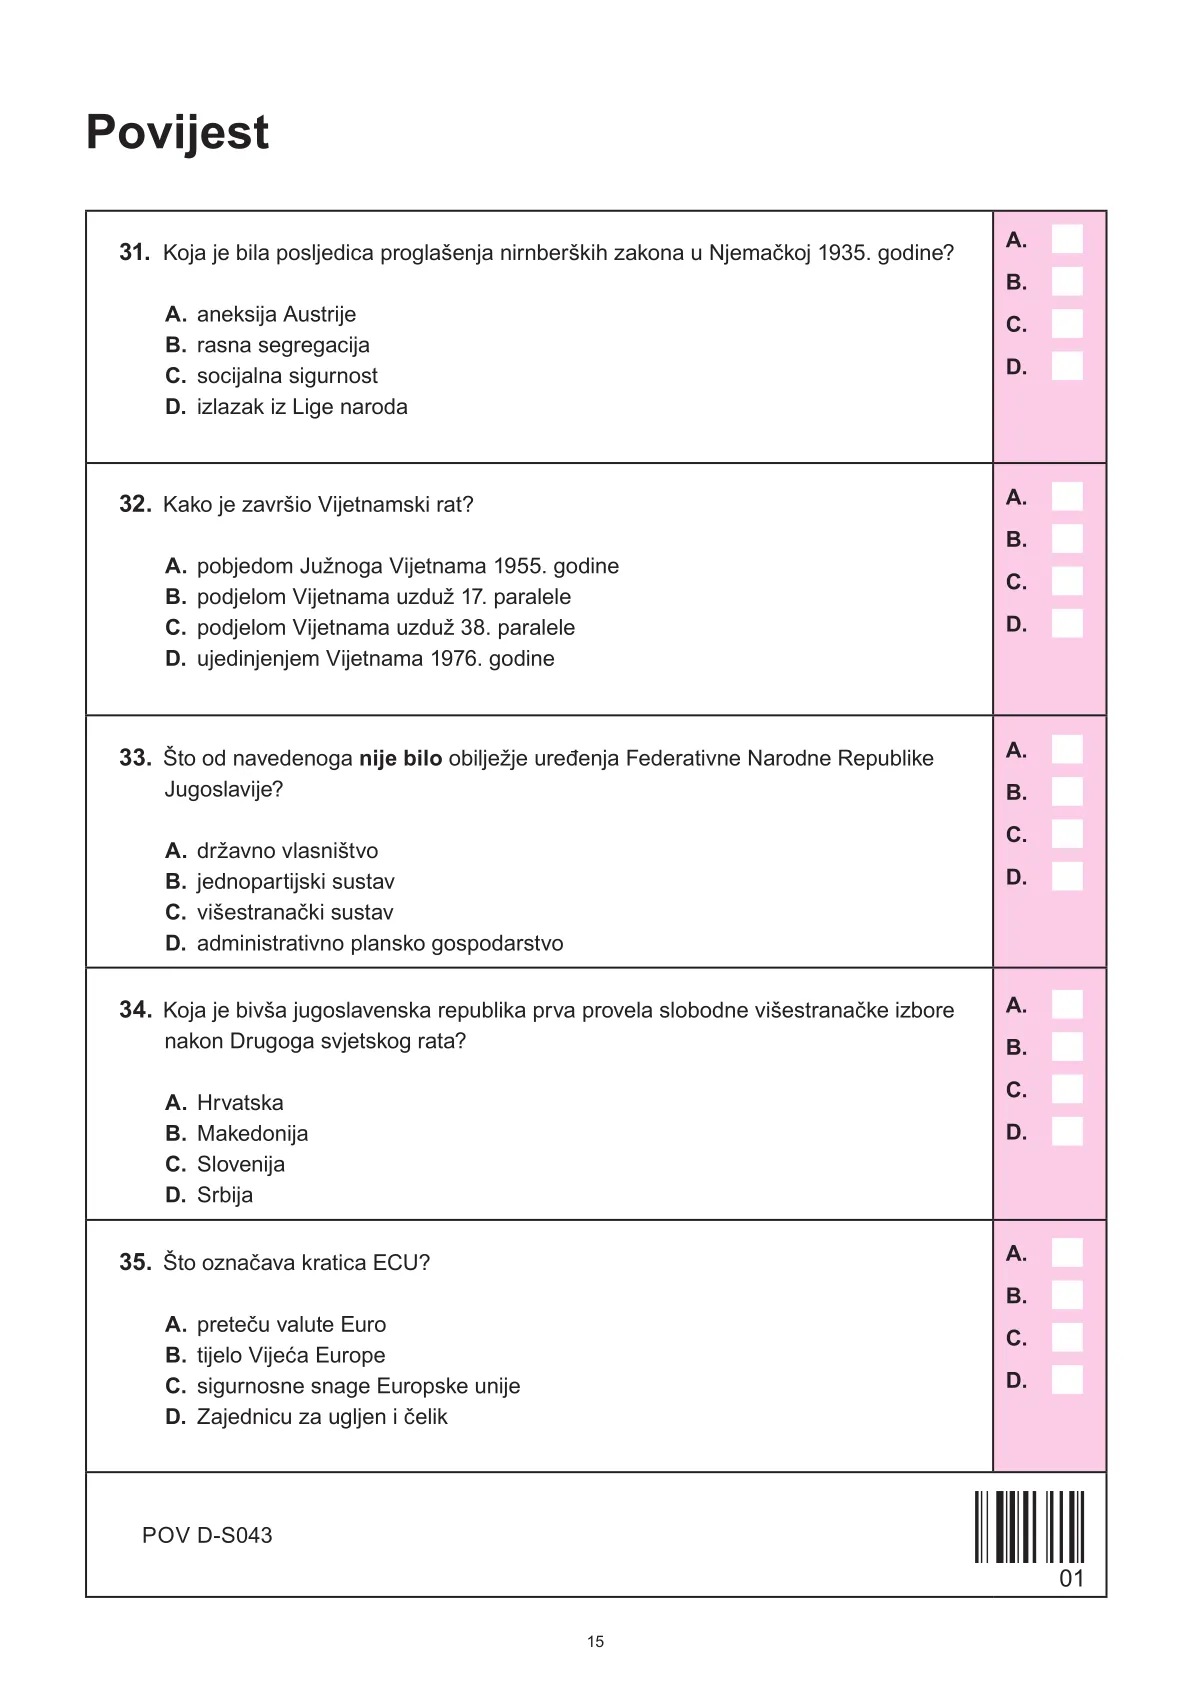 Povijest
31. Koja je bila posljedica proglašenja nirnberških zakona u Njemačkoj 1935. godine?
A. aneksija Austrije
B. rasna segregacija
C. socijalna sigurnost
D. izlazak iz Lige naroda
A.
B.
C.
D.
32. Kako je završio Vijetnamski rat?
A. pobjedom Južnoga Vijetnama 1955. godine
B. podjelom Vijetnama uzduž 17. paralele
C. podjelom Vijetnama uzduž 38. paralele
D. ujedinjenjem Vijetnama 1976. godine
A.
B.
C.
D.
33. Što od navedenoga nije bilo obilježje uređenja Federativne Narodne Republike
Jugoslavije?
A. državno vlasništvo
B. jednopartijski sustav
C. višestranački sustav
D. administrativno plansko gospodarstvo
A.
B.
C.
D.
34. Koja je bivša jugoslavenska republika prva provela slobodne višestranačke izbore
nakon Drugoga svjetskog rata?
A. Hrvatska
B. Makedonija
C. Slovenija
D. Srbija
A.
B.
C.
D.
35. Što označava kratica ECU?
A. preteču valute Euro
B. tijelo Vijeća Europe
C. sigurnosne snage Europske unije
D. Zajednicu za ugljen i čelik
A.
B.
C.
D.
POV D-S043
01
15